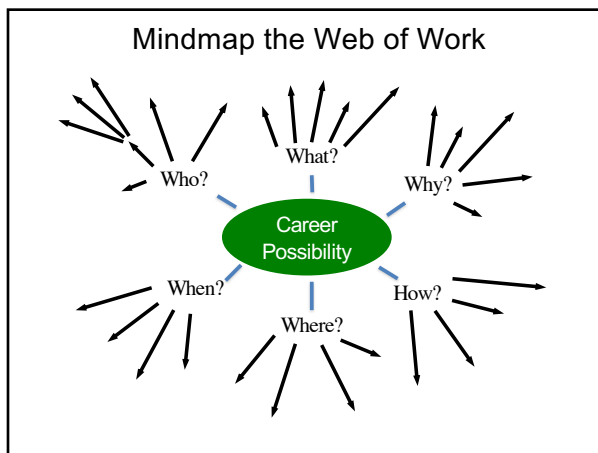 Mindmap the Web of Work
What?
Who?
Why?
Career
Possibility
When?
How?
Where?